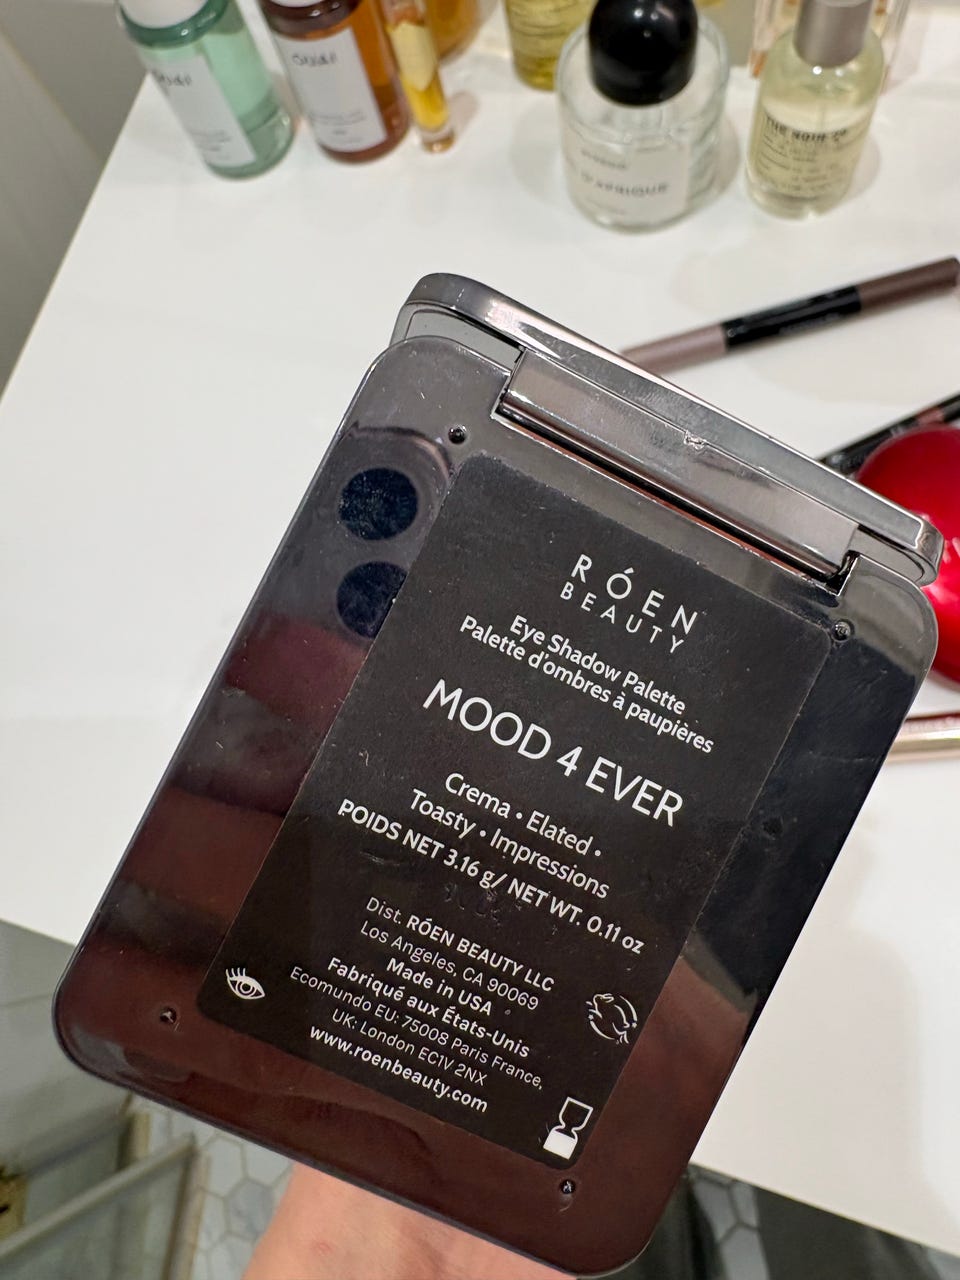 OUAI
RÓEN
BEAUTY
Eye Shadow Palette
Palette d'ombres à paupières
MOOD 4 EVER
Crema • Elated •
Toasty • Impressions
POIDS NET 3.16 g/ NET WT. 0.11 oz
Dist. RÓEN BEAUTY LLC
Los Angeles, CA 90069
Made in USA
Fabriqué aux États-Unis
Ecomundo EU: 75008 Paris France,
UK: London EC1V 2NX
www.roenbeauty.com